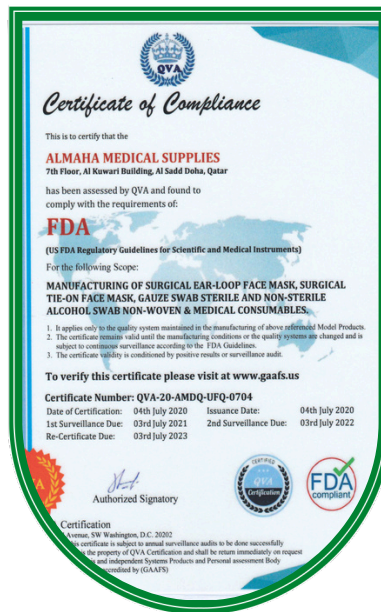 QVA
Certificate of Compliance
This is to certify that the
ALMAHA MEDICAL SUPPLIES
7th Floor, Al Kuwari Building, Al Sadd Doha, Qatar
has been assessed by QVA and found to
comply with the requirements of:
FDA
(US FDA Regulatory Guidelines for Scientific and Medical Instruments)
For the following Scope:
MANUFACTURING OF SURGICAL EAR-LOOP FACE MASK, SURGICAL
TIE-ON FACE MASK, GAUZE SWAB STERILE AND NON-STERILE
ALCOHOL SWAB NON-WOVEN & MEDICAL CONSUMABLES.
1. It applies only to the quality system maintained in the manufacturing of above referenced Model Products.
2. The certificate remains valid until the manufacturing conditions or the quality systems are changed and is
subject to continuous surveillance according to the FDA Guidelines.
3. The certificate validity is conditioned by positive results or surveillance audit.
To verify this certificate please visit at www.gaafs.us
Certificate Number: QVA-20-AMDQ-UFQ-0704
Date of Certification: 04th July 2020 Issuance Date: 04th July 2020
1st Surveillance Due: 03rd July 2021 2nd Surveillance Due: 03rd July 2022
Re-Certificate Due: 03rd July 2023
Authorized Signatory
CERTIFIED
QVA
Certification
FDA
compliant
Certification
Avenue, SW Washington, D.C. 20202
this certificate is subject to annual surveillance audits to be done successfully
is the property of QVA Certification and shall be return immediately on request
and independent Systems Products and Personal assessment Body
accredited by (GAAFS)